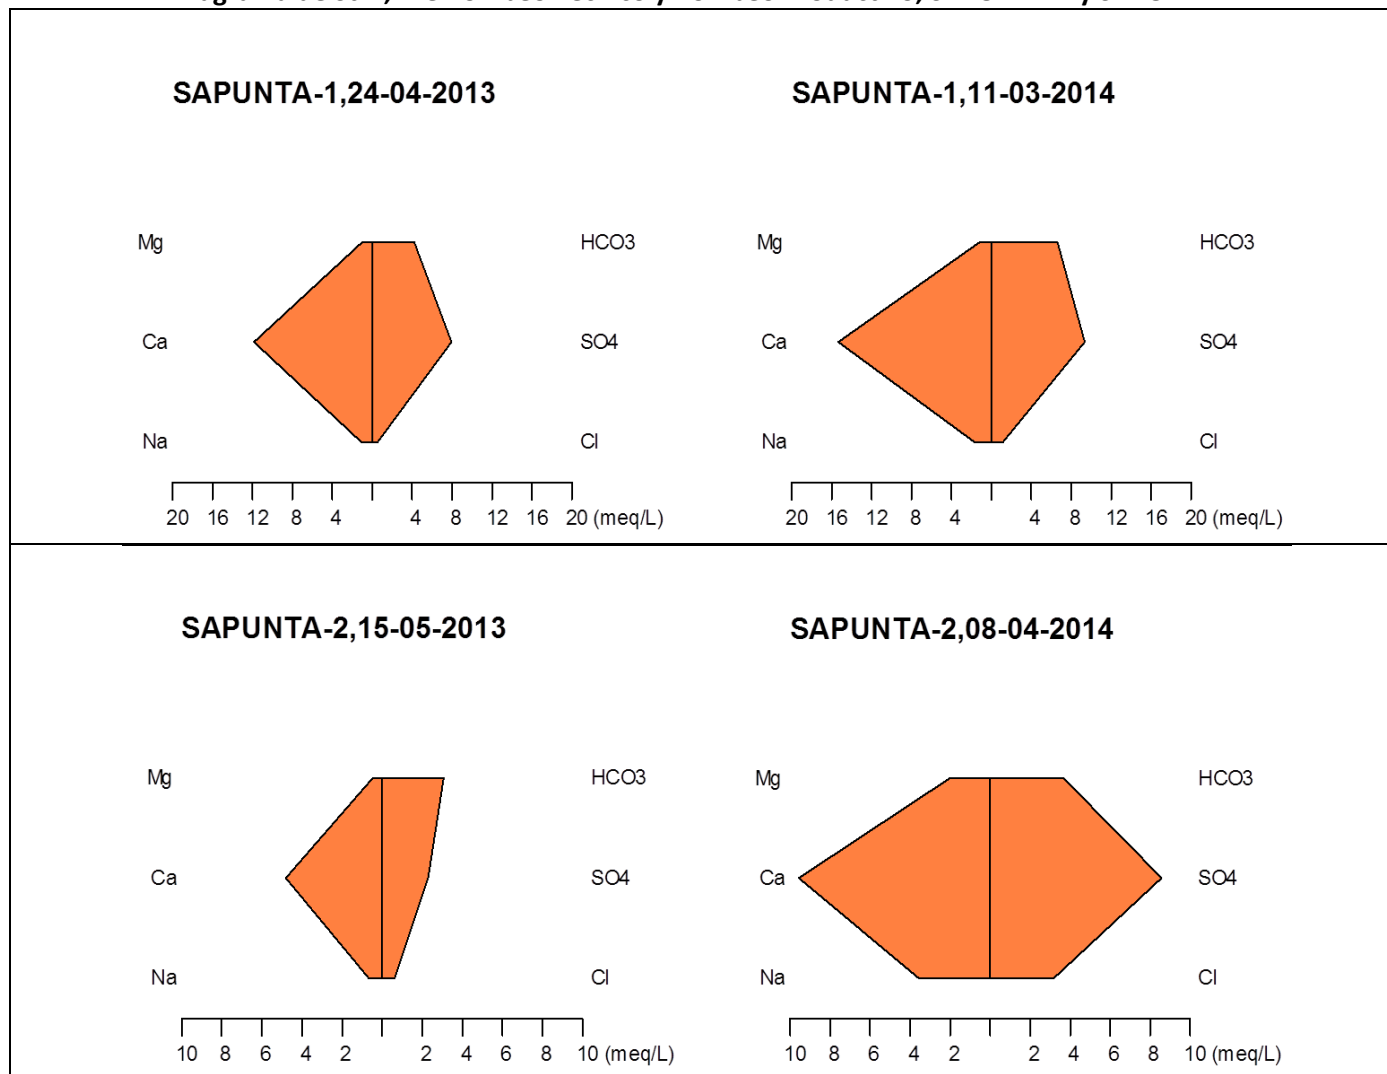 SAPUNTA-1,24-04-2013
Mg HCO3
Ca SO4
Na Cl
20 16 12 8 4 4 8 12 16 20 (meq/L)
SAPUNTA-1,11-03-2014
Mg HCO3
Ca SO4
Na Cl
20 16 12 8 4 4 8 12 16 20 (meq/L)
SAPUNTA-2,15-05-2013
Mg HCO3
Ca SO4
Na Cl
10 8 6 4 2 2 4 6 8 10 (meq/L)
SAPUNTA-2,08-04-2014
Mg HCO3
Ca SO4
Na Cl
10 8 6 4 2 2 4 6 8 10 (meq/L)